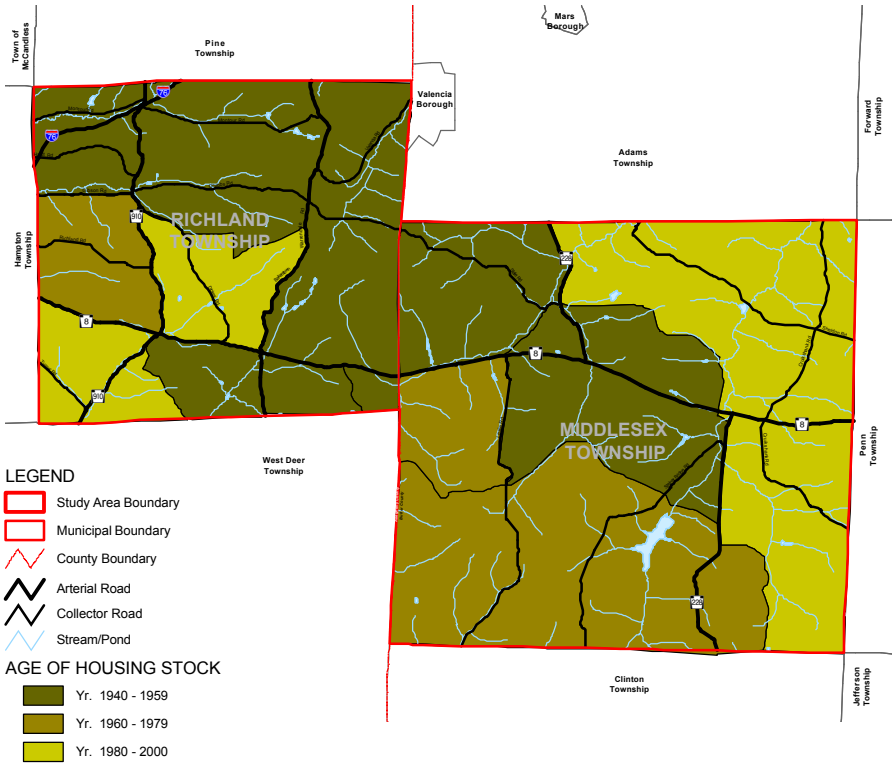 Town of
McCandless
Pine
Township
Mars
Borough
Valencia
Borough
Adams
Township
Forward
Township
76
76
Hampton
Township
910
RICHLAND
TOWNSHIP
228
8
8
910
8
MIDDLESEX
TOWNSHIP
Penn
Township
West Deer
Township
228
Clinton
Township
Jefferson
Township
LEGEND
Study Area Boundary
Municipal Boundary
County Boundary
Arterial Road
Collector Road
Stream/Pond
AGE OF HOUSING STOCK
Yr. 1940 - 1959
Yr. 1960 - 1979
Yr. 1980 - 2000